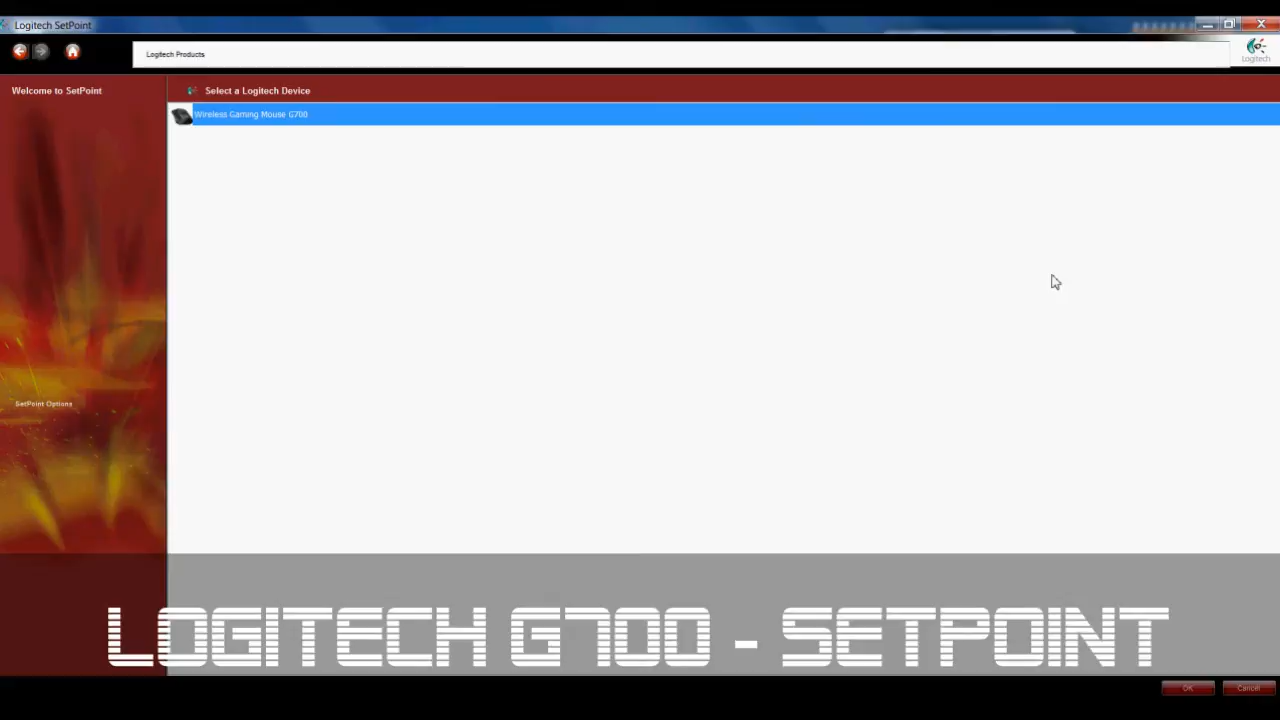 Logitech SetPoint
Logitech Products
Logitech
Welcome to SetPoint
Select a Logitech Device
Wireless Gaming Mouse G700
SetPoint Options
LOGITECH G700 - SETPOINT
OK
Cancel